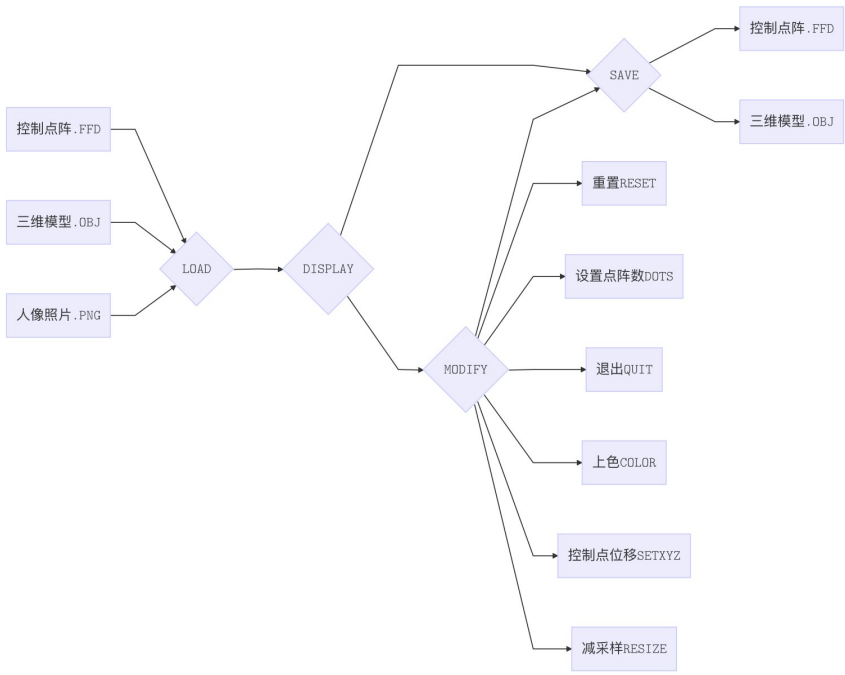 控制点阵.FFD
三维模型.OBJ
人像照片.PNG
LOAD
DISPLAY
MODIFY
SAVE
控制点阵.FFD
三维模型.OBJ
重置RESET
设置点阵数DOTS
退出QUIT
上色COLOR
控制点位移SETXYZ
减采样RESIZE